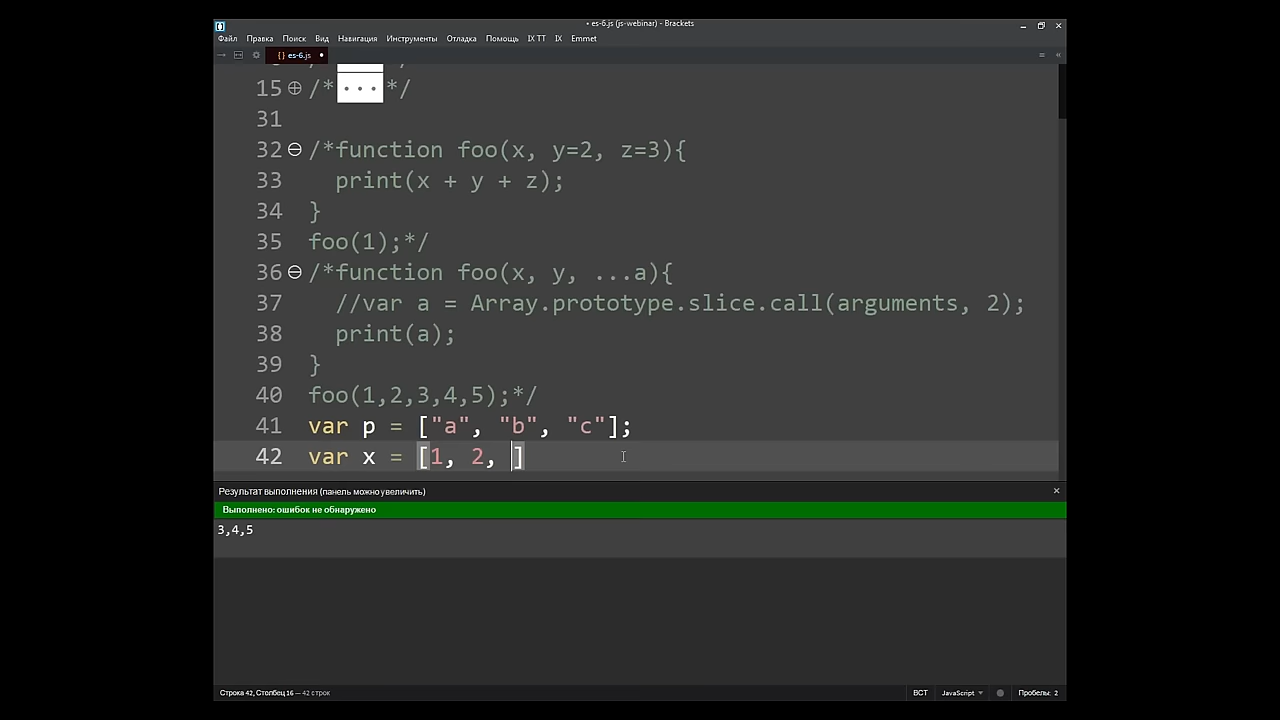 • es-6.js (js-webinar) - Brackets
Файл Правка Поиск Вид Навигация Инструменты Отладка Помощь IX TT IX Emmet
{ } es-6.js •
15 /*...*/
31
32 /*function foo(x, y=2, z=3){
33 print(x + y + z);
34 }
35 foo(1);*/
36 /*function foo(x, y, ...a){
37 //var a = Array.prototype.slice.call(arguments, 2);
38 print(a);
39 }
40 foo(1,2,3,4,5);*/
41 var p = ["a", "b", "c"];
42 var x = [1, 2, ]
Результат выполнения (панель можно увеличить)
Выполнено: ошибок не обнаружено
3,4,5
Строка 42, Столбец 16 — 42 строк ВСТ JavaScript Пробелы: 2